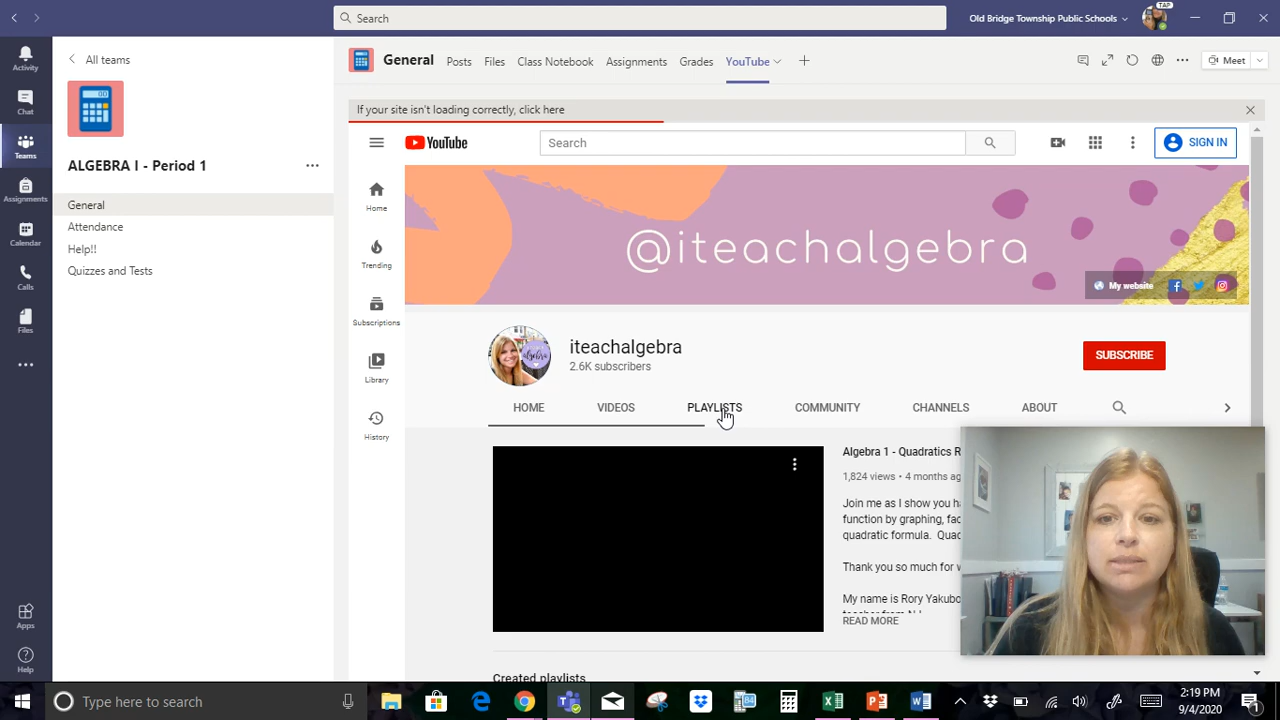 Search
Old Bridge Township Public Schools
TAP
Activity
Chat
Teams
Assignments
Calendar
Calls
Files
Apps
Help
All teams
ALGEBRA I - Period 1
General
Attendance
Help!!
Quizzes and Tests
General Posts Files Class Notebook Assignments Grades YouTube
Meet
If your site isn't loading correctly, click here
YouTube
Search
SIGN IN
Home
Trending
Subscriptions
Library
History
@iteachalgebra
My website
iteachalgebra
2.6K subscribers
SUBSCRIBE
HOME VIDEOS PLAYLISTS COMMUNITY CHANNELS ABOUT
Algebra 1 - Quadratics R
1,824 views • 4 months ag
Join me as I show you ha
function by graphing, fac
quadratic formula. Quac
Thank you so much for w
My name is Rory Yakubo
READ MORE
Created playlists
Type here to search
2:19 PM
9/4/2020